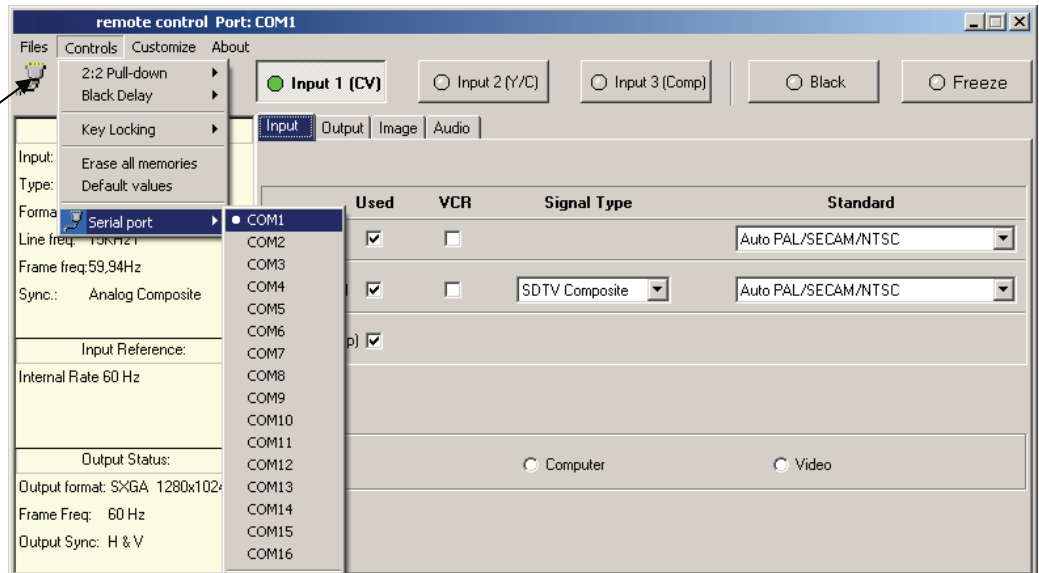 remote control Port: COM1
Files Controls Customize About
2:2 Pull-down
Black Delay
Key Locking
Erase all memories
Default values
Serial port
COM1
COM2
COM3
COM4
COM5
COM6
COM7
COM8
COM9
COM10
COM11
COM12
COM13
COM14
COM15
COM16
Input 1 (CV) Input 2 (Y/C) Input 3 (Comp) Black Freeze
Input Output Image Audio
Input:
Type:
Forma
Line freq.
Frame freq:59,94Hz
Sync.: Analog Composite
Input Reference:
Internal Rate 60 Hz
Output Status:
Output format: SXGA 1280x1024
Frame Freq: 60 Hz
Output Sync: H & V
Used VCR Signal Type Standard
Auto PAL/SECAM/NTSC
SDTV Composite Auto PAL/SECAM/NTSC
p)
Computer Video